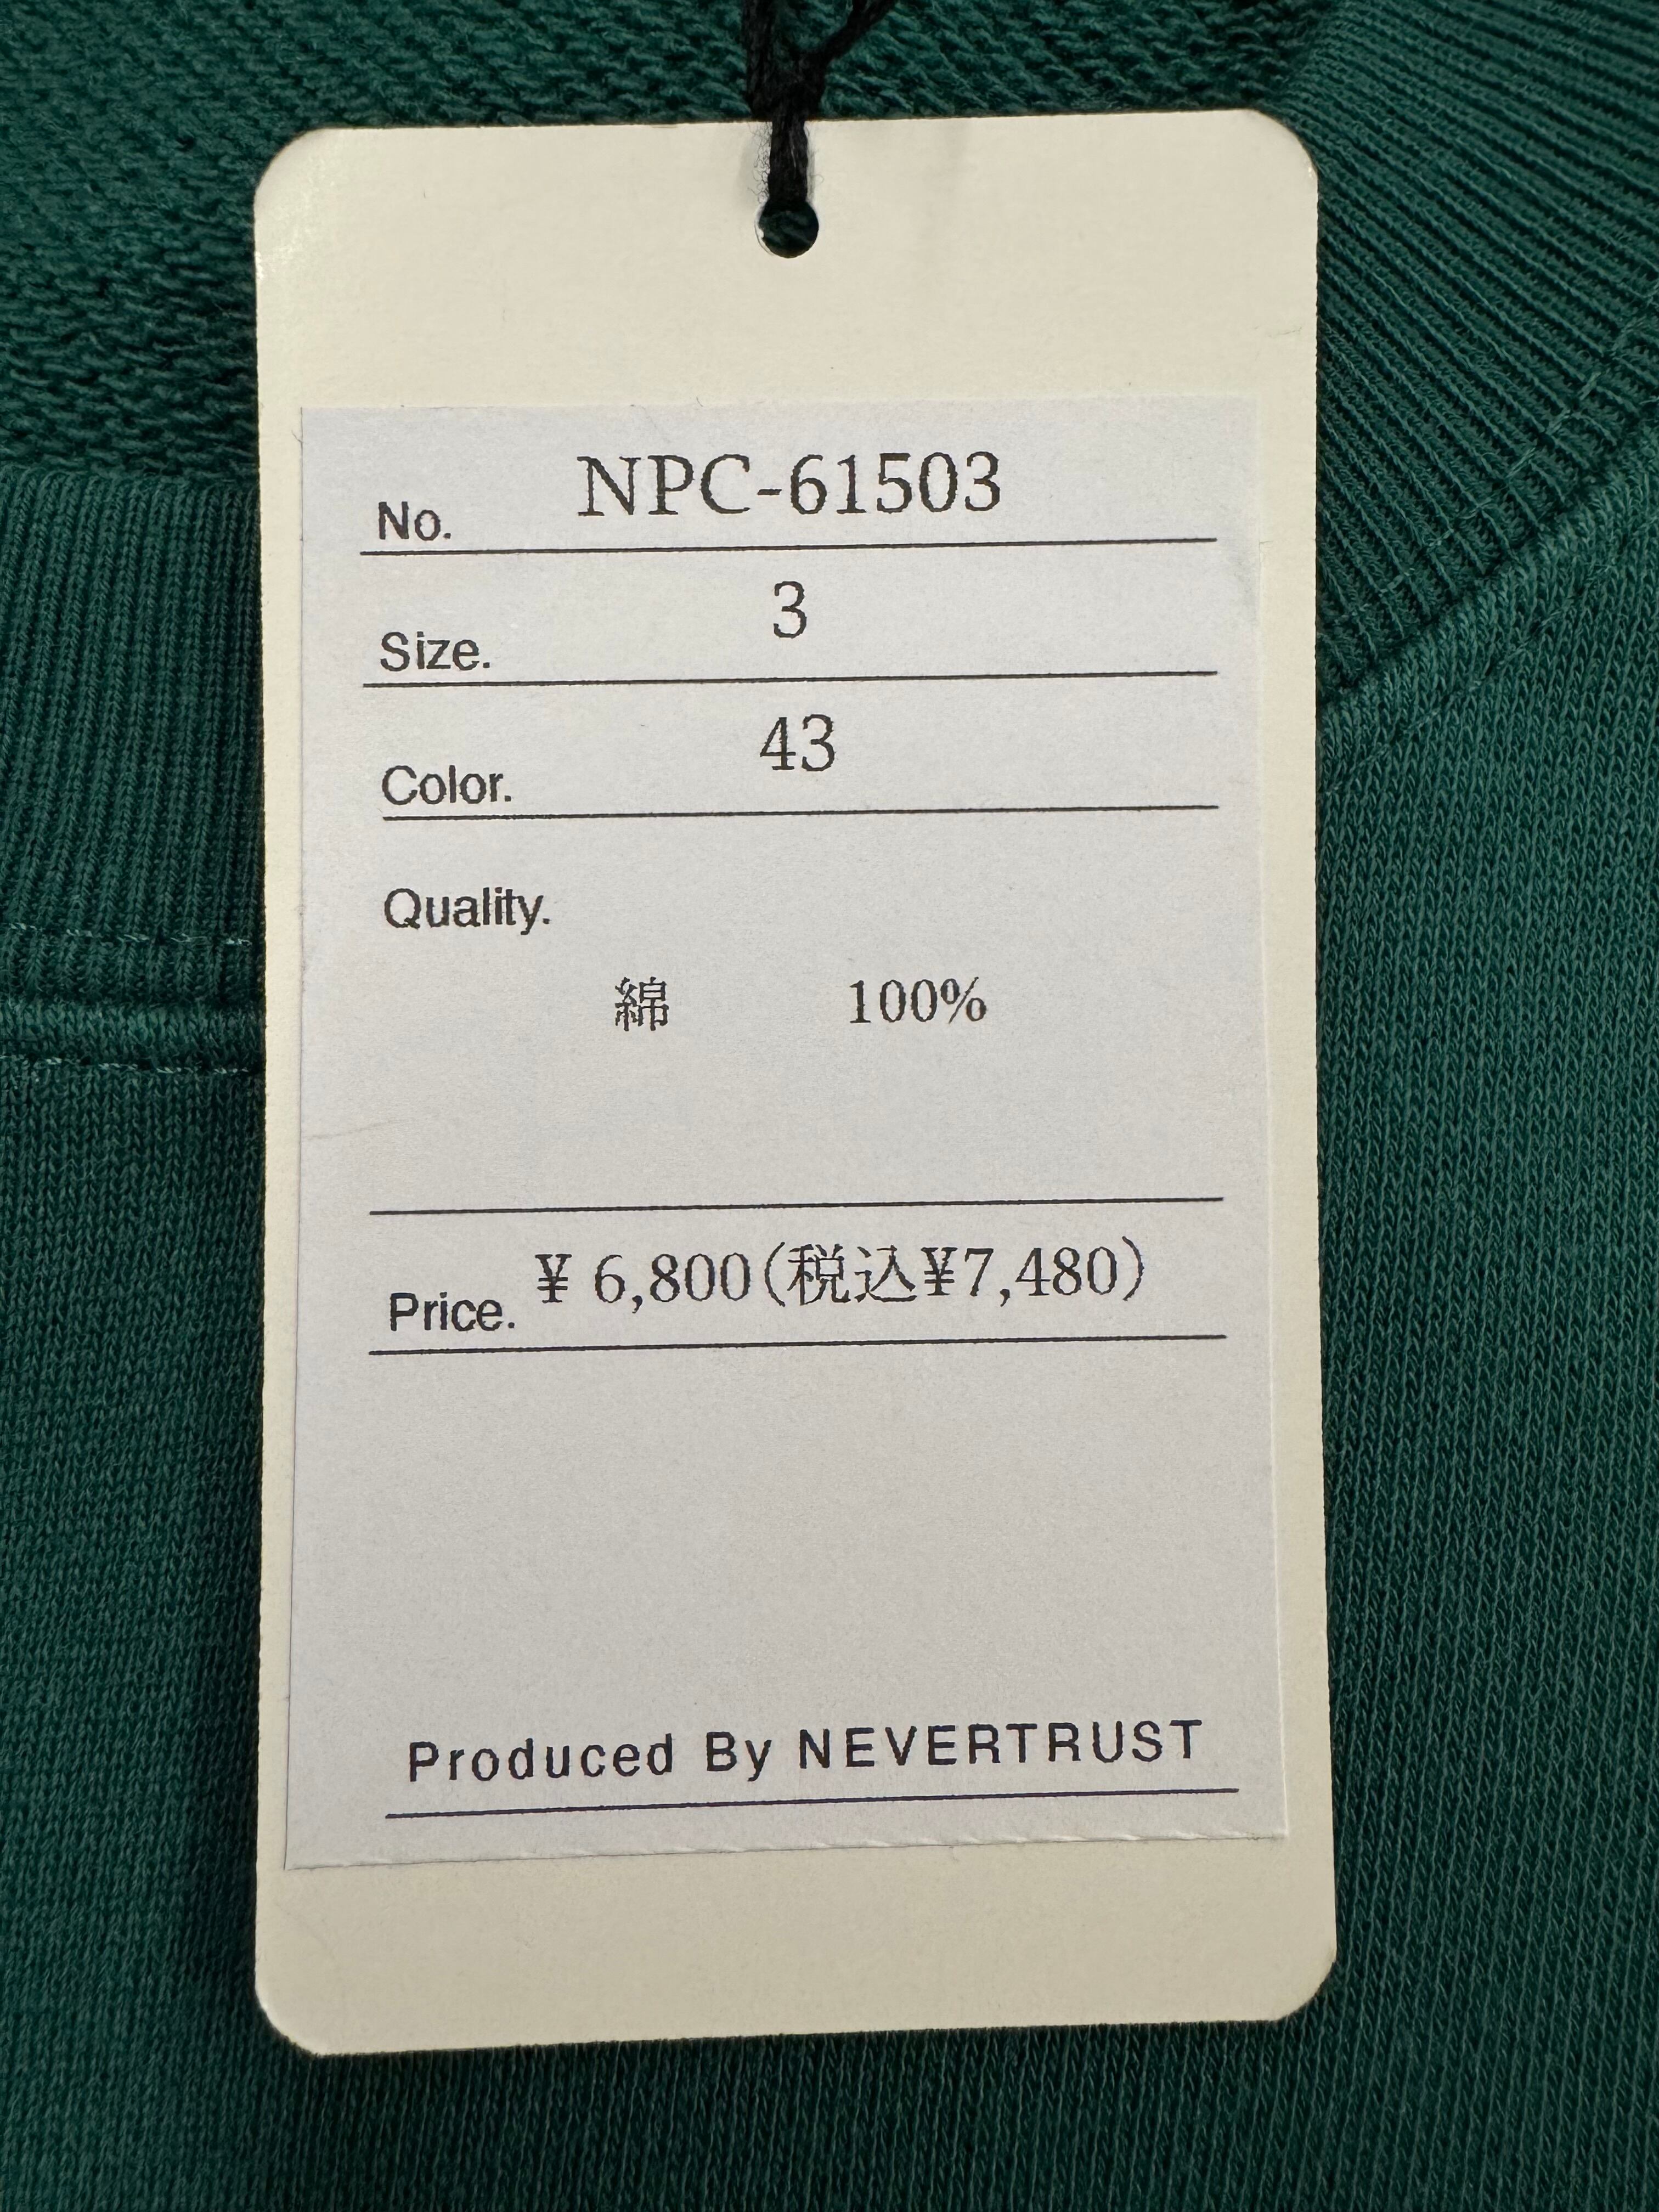 No. NPC-61503
Size. 3
Color. 43
Quality.
綿 100%
Price. ¥ 6,800(税込¥7,480)
Produced By NEVERTRUST